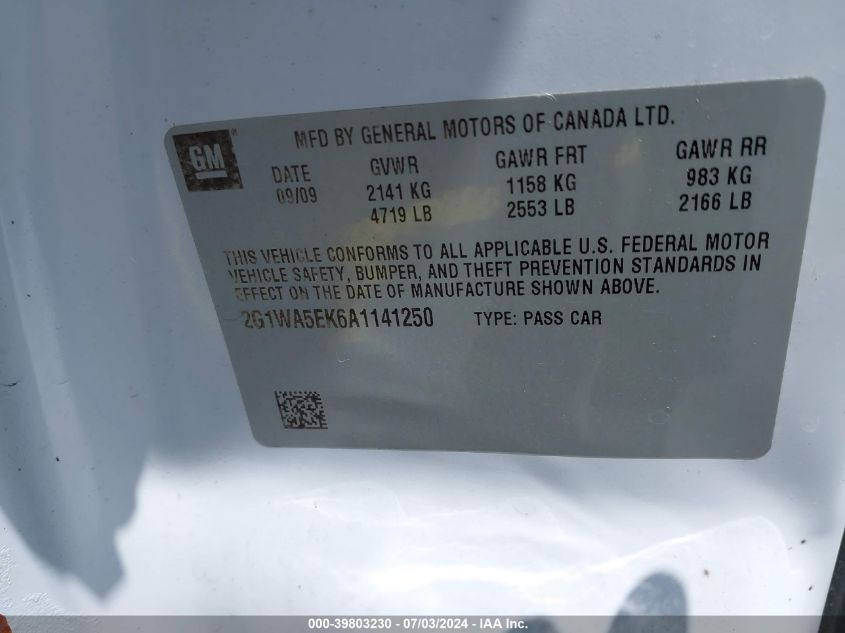 GM
MFD BY GENERAL MOTORS OF CANADA LTD.
DATE GVWR GAWR FRT GAWR RR
09/09 2141 KG 1158 KG 983 KG
4719 LB 2553 LB 2166 LB
THIS VEHICLE CONFORMS TO ALL APPLICABLE U.S. FEDERAL MOTOR
VEHICLE SAFETY, BUMPER, AND THEFT PREVENTION STANDARDS IN
EFFECT ON THE DATE OF MANUFACTURE SHOWN ABOVE.
2G1WA5EK6A1141250 TYPE: PASS CAR
000-39803230 - 07/03/2024 - IAA Inc.